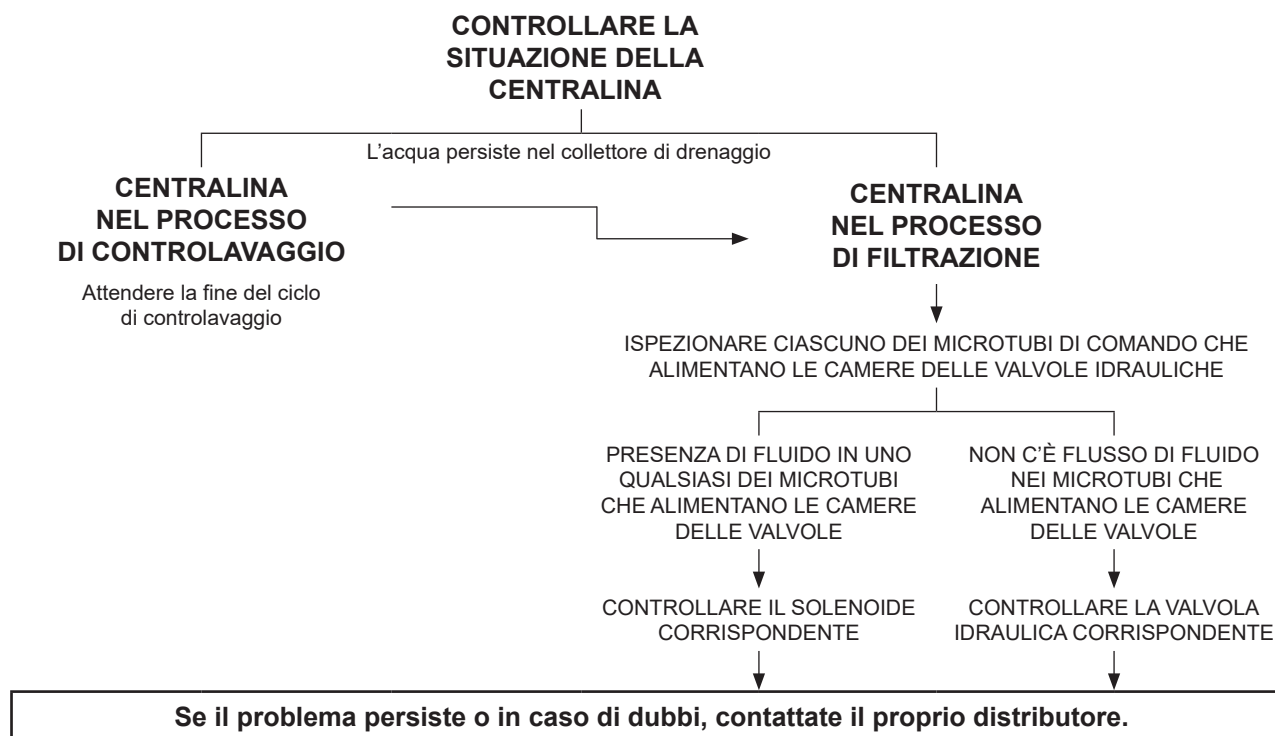 CONTROLLARE LA
SITUAZIONE DELLA
CENTRALINA
L'acqua persiste nel collettore di drenaggio
CENTRALINA
NEL PROCESSO
DI CONTROLAVAGGIO
Attendere la fine del ciclo
di controlavaggio
CENTRALINA
NEL PROCESSO
DI FILTRAZIONE
ISPEZIONARE CIASCUNO DEI MICROTUBI DI COMANDO CHE
ALIMENTANO LE CAMERE DELLE VALVOLE IDRAULICHE
PRESENZA DI FLUIDO IN UNO
QUALSIASI DEI MICROTUBI
CHE ALIMENTANO LE CAMERE
DELLE VALVOLE
NON C'È FLUSSO DI FLUIDO
NEI MICROTUBI CHE
ALIMENTANO LE CAMERE
DELLE VALVOLE
CONTROLLARE IL SOLENOIDE
CORRISPONDENTE
CONTROLLARE LA VALVOLA
IDRAULICA CORRISPONDENTE
Se il problema persiste o in caso di dubbi, contattate il proprio distributore.